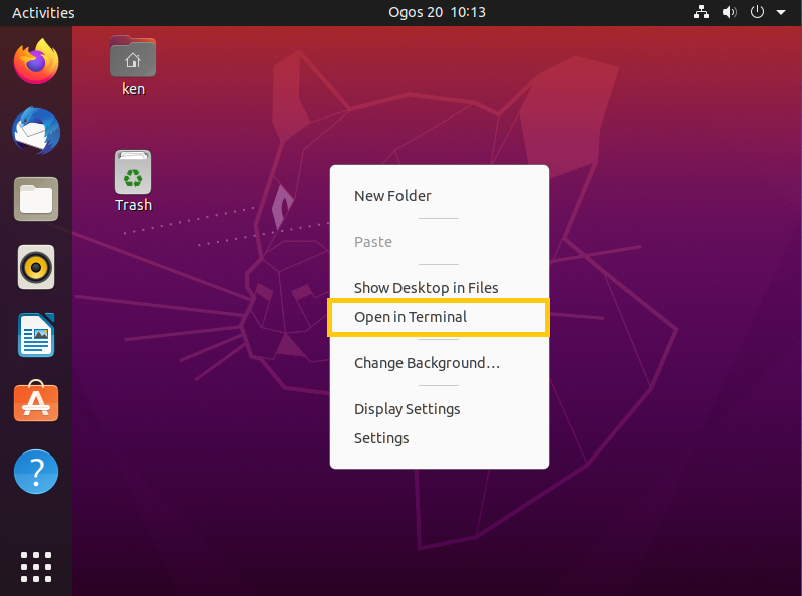 Activities
Ogos 20 10:13
ken
Trash
New Folder
Paste
Show Desktop in Files
Open in Terminal
Change Background…
Display Settings
Settings